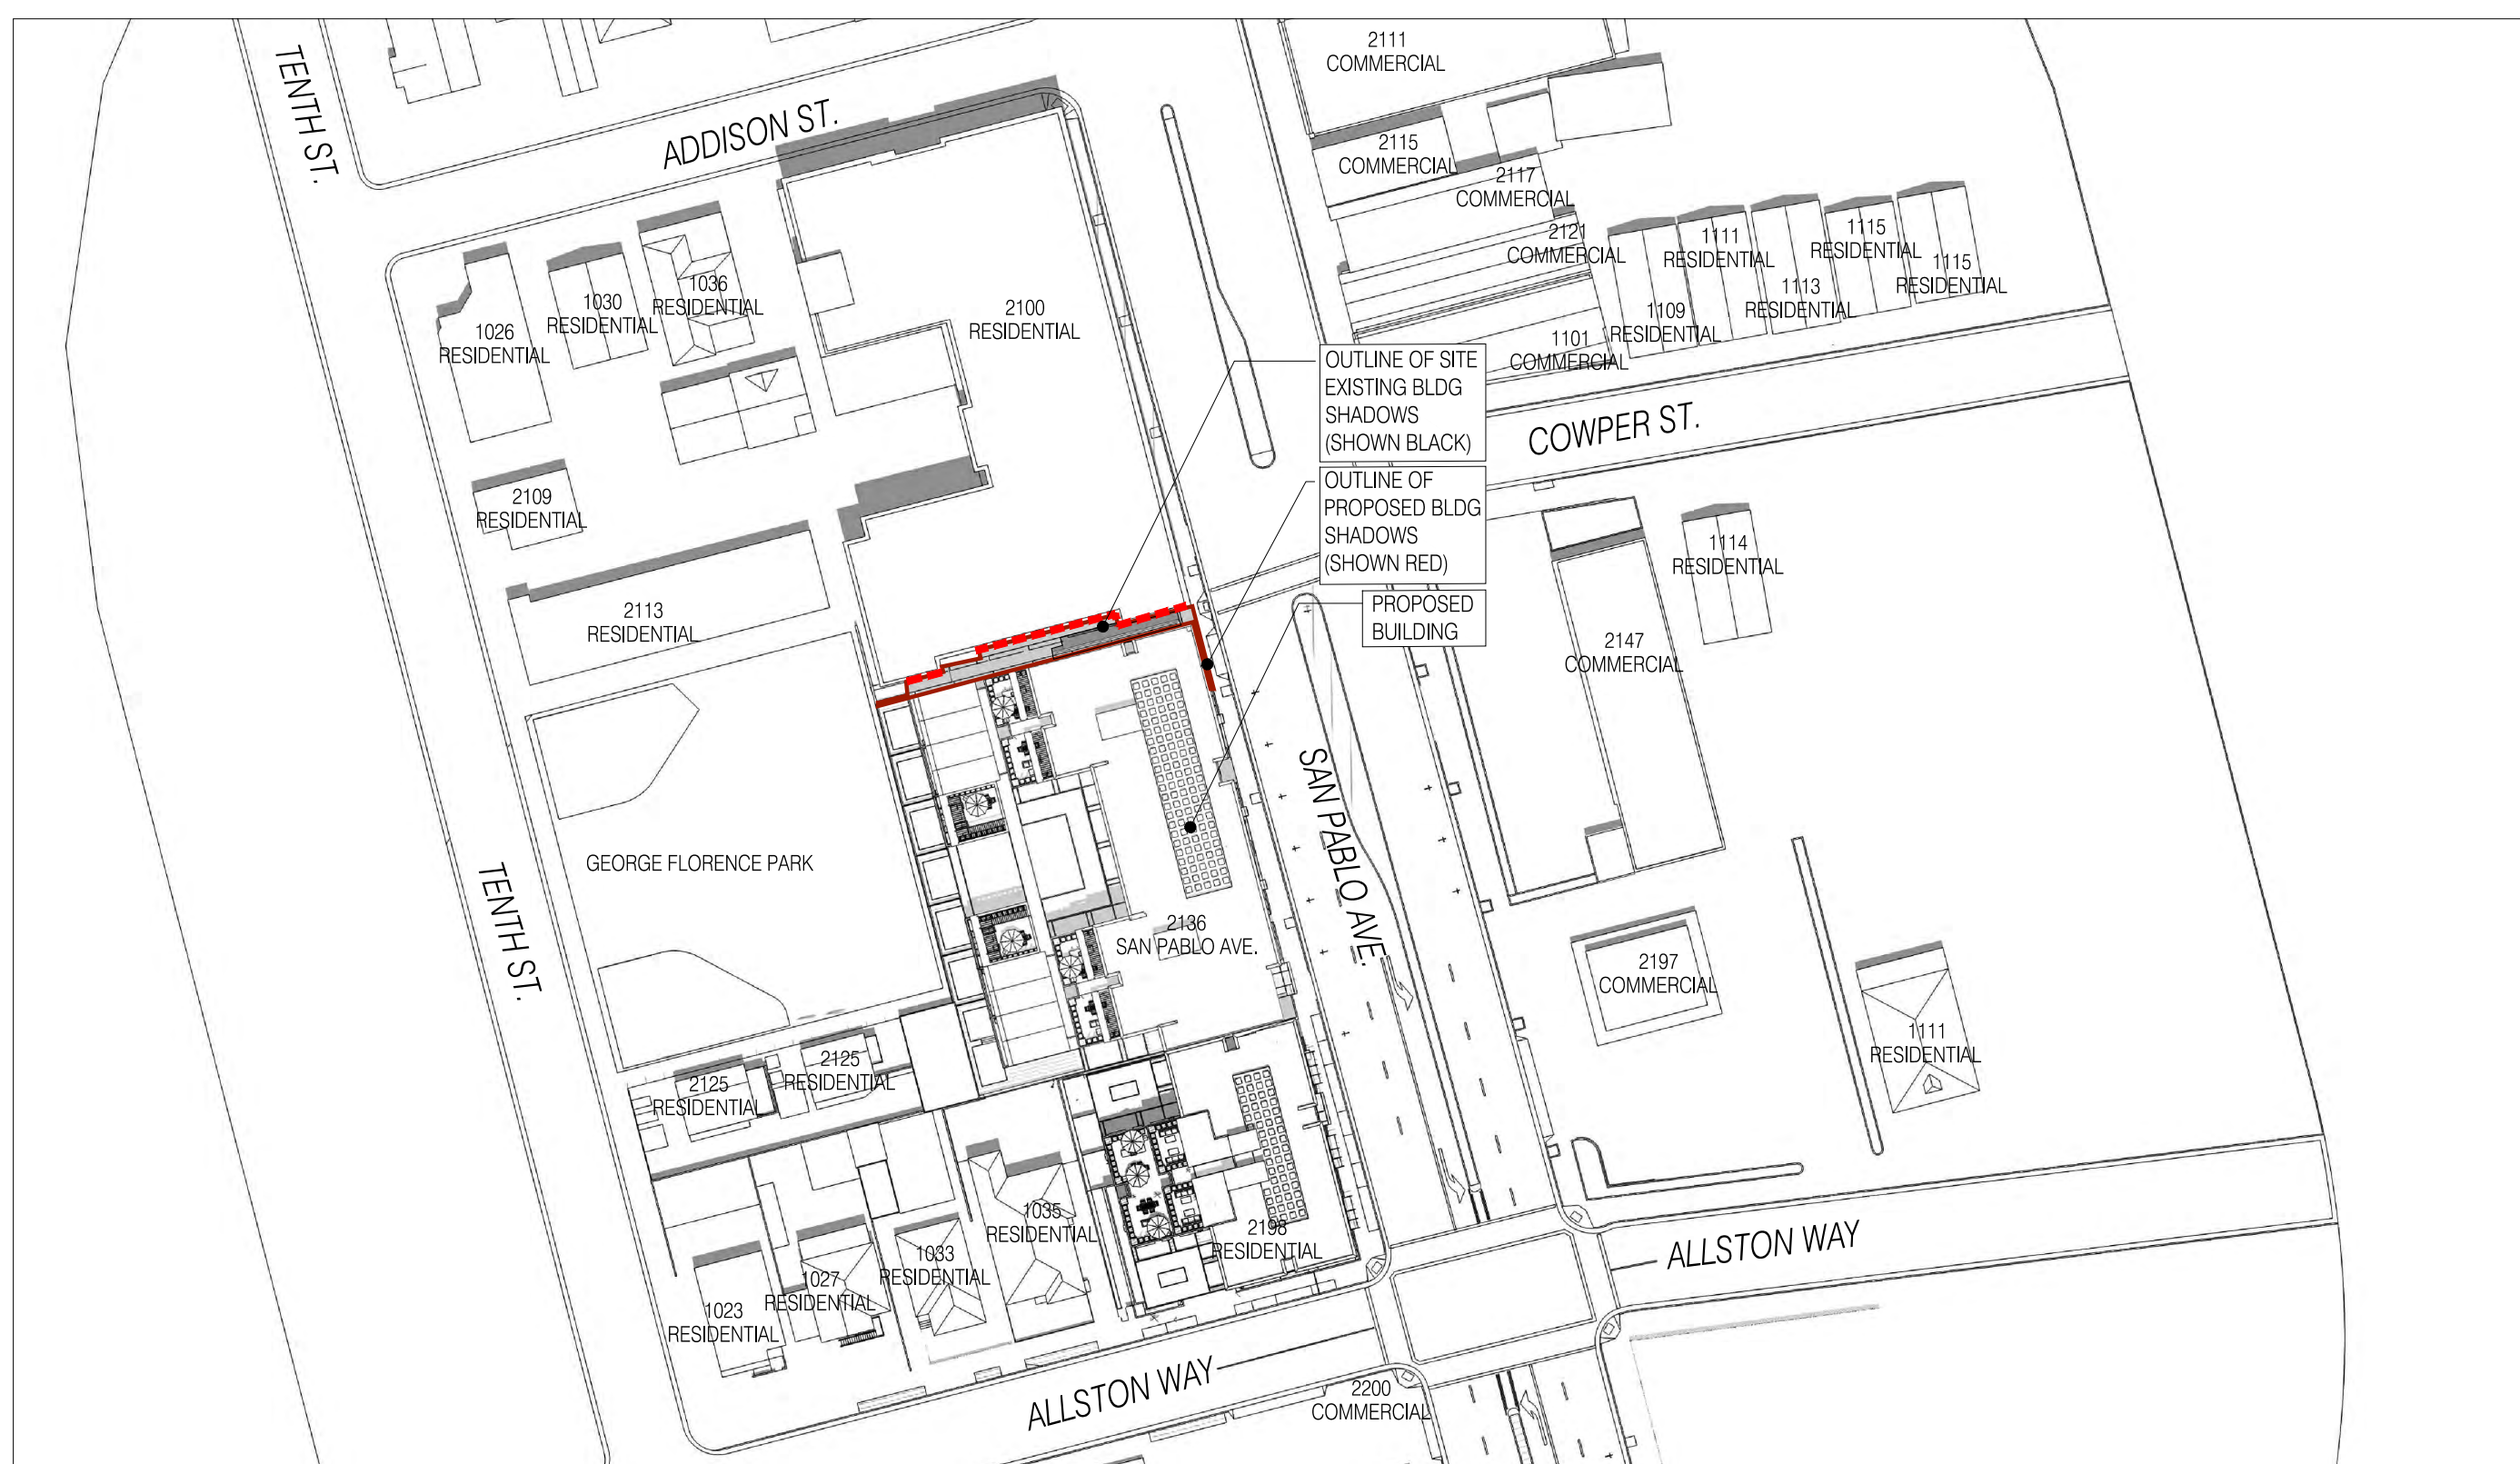 TENTH ST.
ADDISON ST.
2111
COMMERCIAL
2115
COMMERCIAL
2117
COMMERCIAL
2121
COMMERCIAL
1101
COMMERCIAL
1109
RESIDENTIAL
1111
RESIDENTIAL
1113
RESIDENTIAL
1115
RESIDENTIAL
1115
RESIDENTIAL
1026
RESIDENTIAL
1030
RESIDENTIAL
1036
RESIDENTIAL
2100
RESIDENTIAL
OUTLINE OF SITE
EXISTING BLDG
SHADOWS
(SHOWN BLACK)
OUTLINE OF
PROPOSED BLDG
SHADOWS
(SHOWN RED)
PROPOSED
BUILDING
COWPER ST.
2109
RESIDENTIAL
2113
RESIDENTIAL
1114
RESIDENTIAL
2147
COMMERCIAL
GEORGE FLORENCE PARK
TENTH ST.
SAN PABLO AVE.
2136
SAN PABLO AVE.
2197
COMMERCIAL
1111
RESIDENTIAL
2125
RESIDENTIAL
2125
RESIDENTIAL
1035
RESIDENTIAL
2198
RESIDENTIAL
1033
RESIDENTIAL
1027
RESIDENTIAL
1023
RESIDENTIAL
ALLSTON WAY
ALLSTON WAY
2200
COMMERCIAL